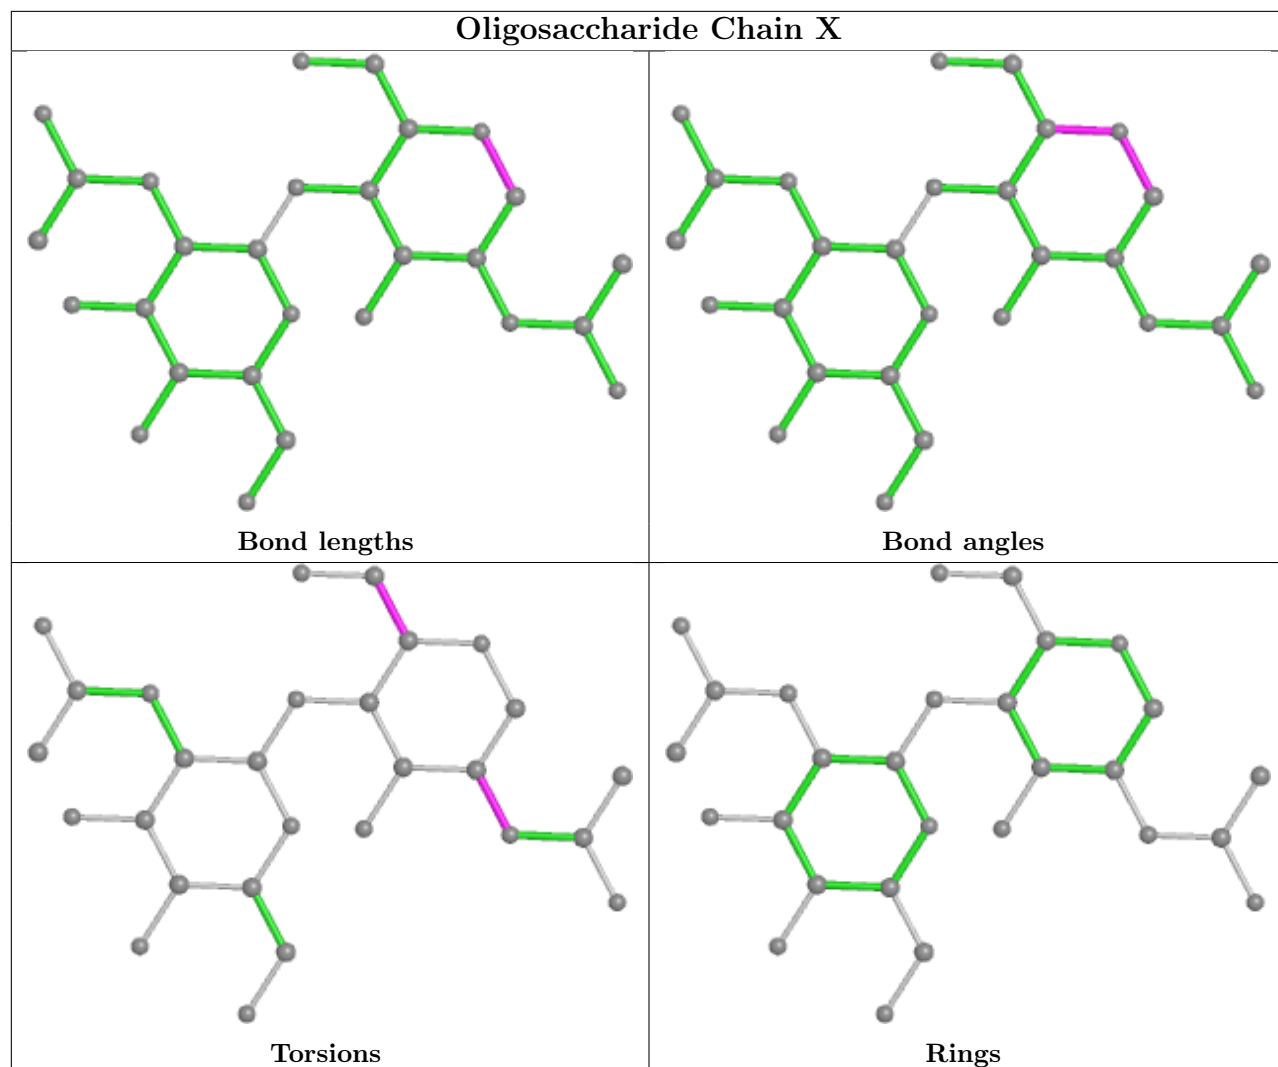 Oligosaccharide Chain X
Bond lengths
Bond angles
Torsions
Rings